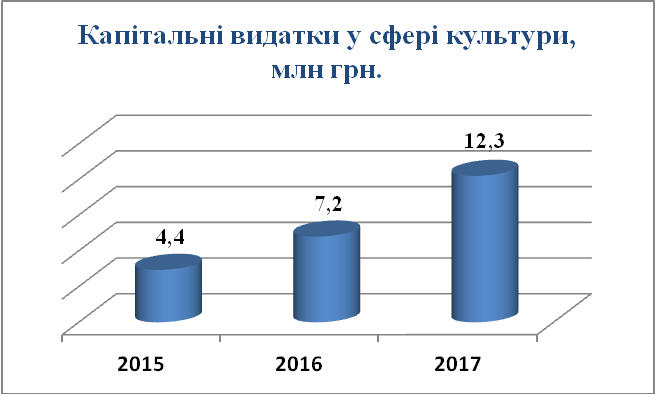 Капітальні видатки у сфері культури,
млн грн.
12,3
7,2
4,4
2015 2016 2017